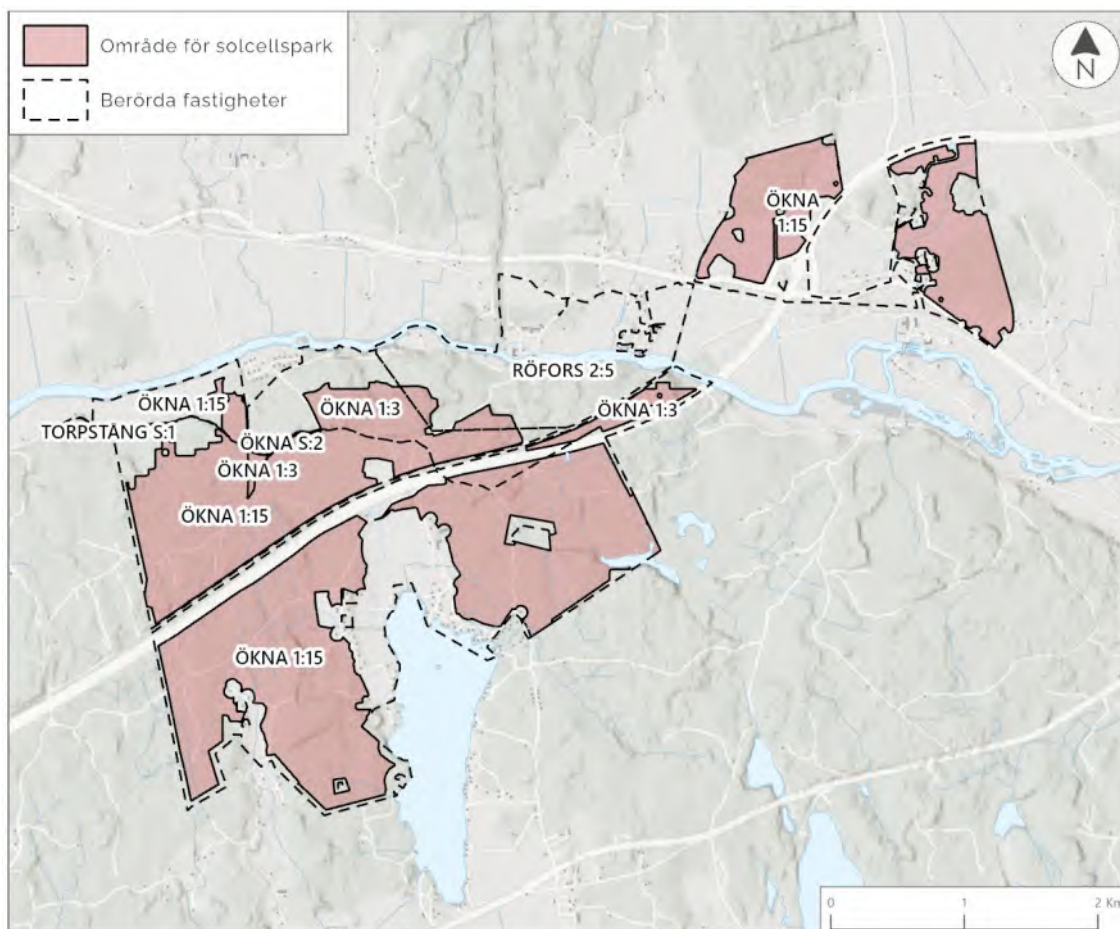 Område för solcellspark
Berörda fastigheter
N
ÖKNA
1:15
RÖFORS 2:5
ÖKNA 1:15
ÖKNA 1:3
ÖKNA 1:3
TORPSTÅNG S:1
ÖKNA S:2
ÖKNA 1:3
ÖKNA 1:15
ÖKNA 1:15
0 1 2 Km